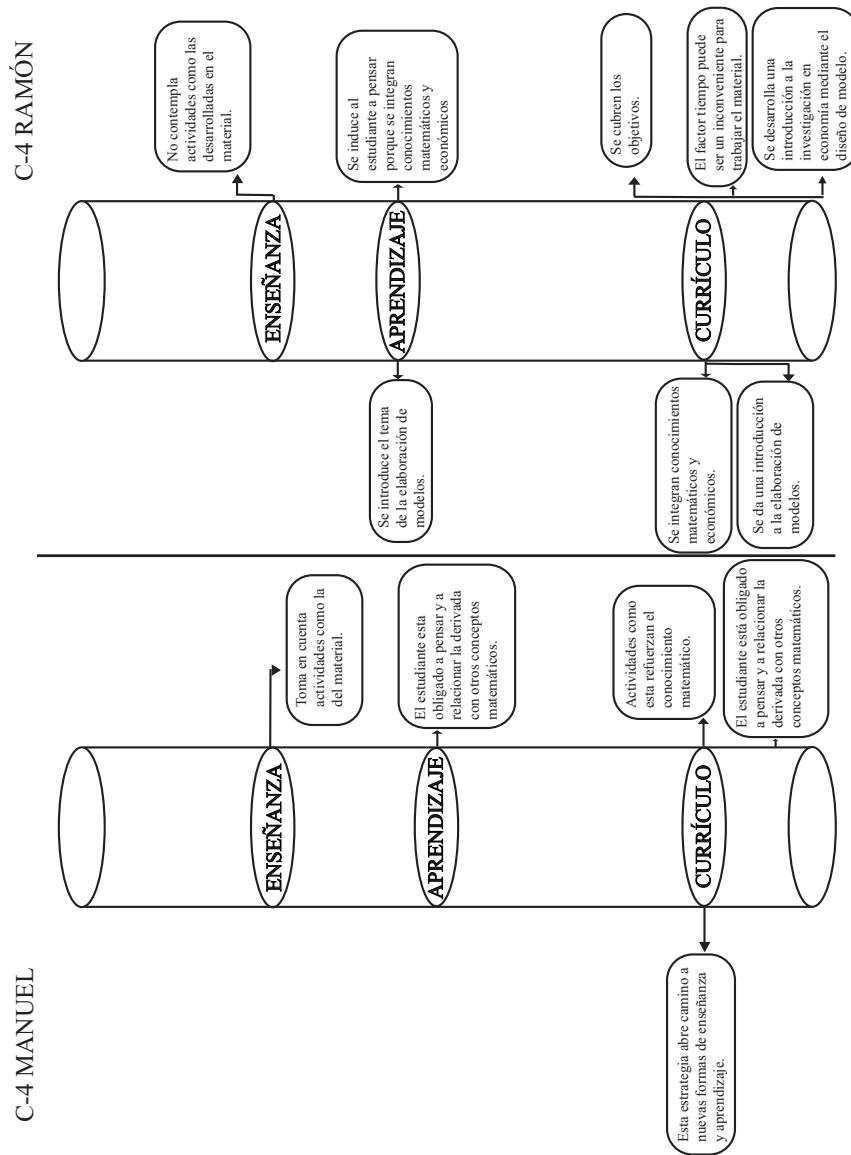 C-4 MANUEL
ENSEÑANZA
Toma en cuenta
actividades como la
del material.
APRENDIZAJE
El estudiante esta
obligado a pensar y a
relacionar la derivada
con otros conceptos
matemáticos.
CURRÍCULO
Esta estrategia abre camino a
nuevas formas de enseñanza
y aprendizaje.
Actividades como
esta refuerzan el
conocimiento
matemático.
El estudiante está obligado
a pensar y a relacionar la
derivada con otros
conceptos matemáticos.
C-4 RAMÓN
ENSEÑANZA
No contempla
actividades como las
desarrolladas en el
material.
APRENDIZAJE
Se introduce el tema
de la elaboración de
modelos.
Se induce al
estudiante a pensar
porque se integran
conocimientos
matemáticos y
económicos
CURRÍCULO
Se integran conocimientos
matemáticos y
económicos.
Se da una introducción
a la elaboración de
modelos.
Se cubren los
objetivos.
El factor tiempo puede
ser un inconveniente para
trabajar el material.
Se desarrolla una
introducción a la
investigación en
economía mediante el
diseño de modelo.